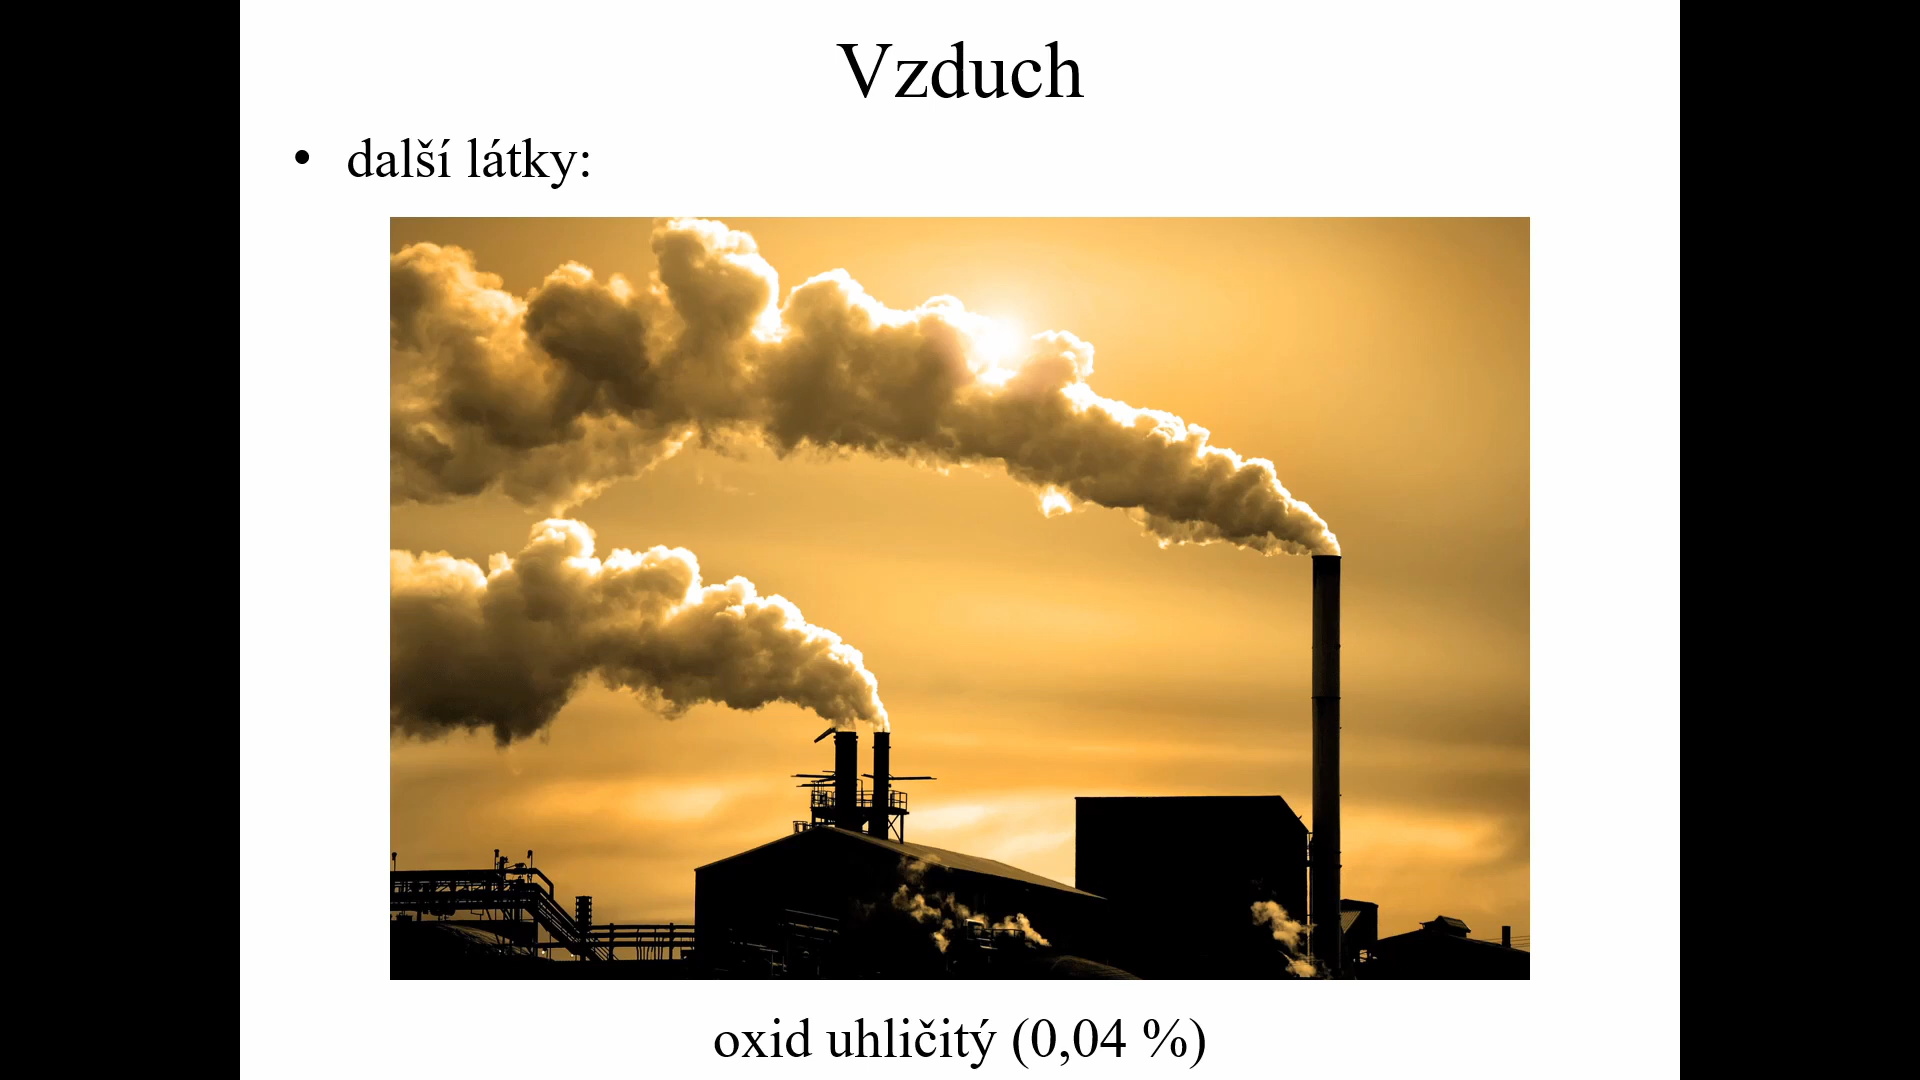 Vzduch
• další látky:
oxid uhličitý (0,04 %)